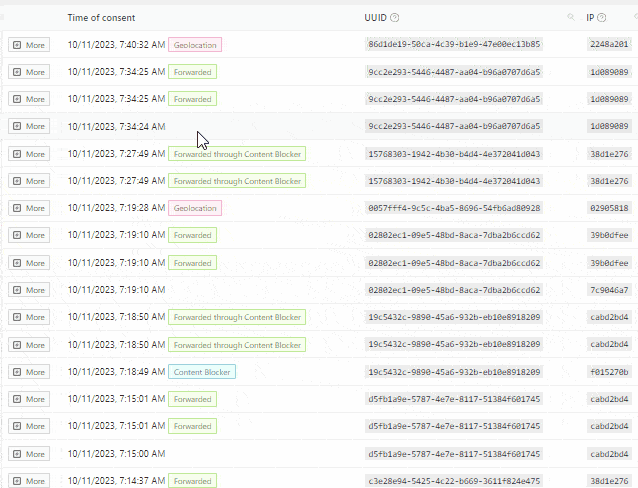 Time of consent UUID IP
More 10/11/2023, 7:40:32 AM Geolocation 86d1de19-50ca-4c39-b1e9-47e00ec13b85 2248a201
More 10/11/2023, 7:34:25 AM Forwarded 9cc2e293-5446-4487-aa04-b96a0707d6a5 1d089089
More 10/11/2023, 7:34:25 AM Forwarded 9cc2e293-5446-4487-aa04-b96a0707d6a5 1d089089
More 10/11/2023, 7:34:24 AM 9cc2e293-5446-4487-aa04-b96a0707d6a5 1d089089
More 10/11/2023, 7:27:49 AM Forwarded through Content Blocker 15768303-1942-4b30-b4d4-4e372041d043 38d1e276
More 10/11/2023, 7:27:49 AM Forwarded through Content Blocker 15768303-1942-4b30-b4d4-4e372041d043 38d1e276
More 10/11/2023, 7:19:28 AM Geolocation 0057fff4-9c5c-4ba5-8696-54fb6ad80928 02905818
More 10/11/2023, 7:19:10 AM Forwarded 02802ec1-09e5-48bd-8aca-7dba2b6ccd62 39b0dfee
More 10/11/2023, 7:19:10 AM Forwarded 02802ec1-09e5-48bd-8aca-7dba2b6ccd62 39b0dfee
More 10/11/2023, 7:19:10 AM 02802ec1-09e5-48bd-8aca-7dba2b6ccd62 7c9046a7
More 10/11/2023, 7:18:50 AM Forwarded through Content Blocker 19c5432c-9890-45a6-932b-eb10e8918209 cabd2bd4
More 10/11/2023, 7:18:50 AM Forwarded through Content Blocker 19c5432c-9890-45a6-932b-eb10e8918209 cabd2bd4
More 10/11/2023, 7:18:49 AM Content Blocker 19c5432c-9890-45a6-932b-eb10e8918209 f015270b
More 10/11/2023, 7:15:01 AM Forwarded d5fb1a9e-5787-4e7e-8117-51384f601745 cabd2bd4
More 10/11/2023, 7:15:01 AM Forwarded d5fb1a9e-5787-4e7e-8117-51384f601745 cabd2bd4
More 10/11/2023, 7:15:00 AM d5fb1a9e-5787-4e7e-8117-51384f601745 cabd2bd4
More 10/11/2023, 7:14:37 AM Forwarded c3e28e94-5425-4c22-b669-3611f824e475 38d1e276